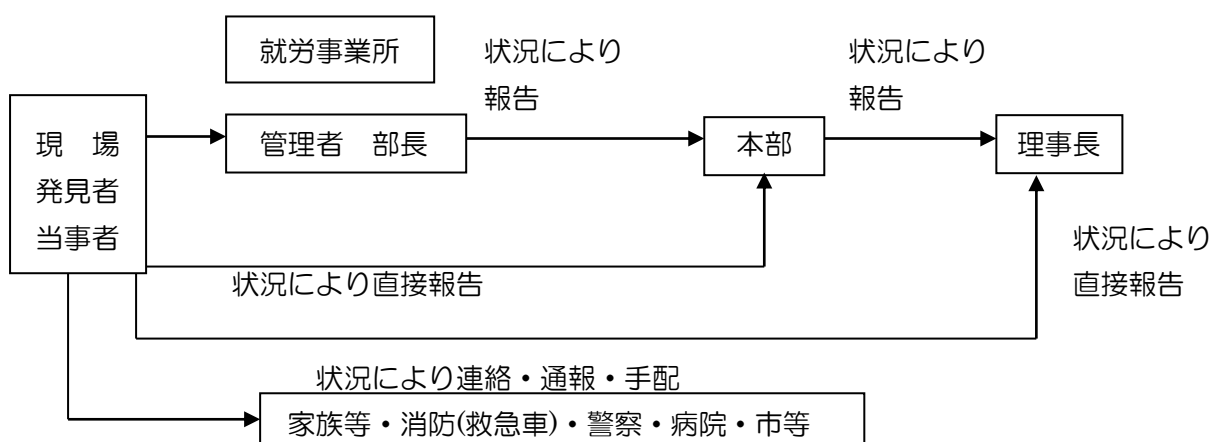 就労事業所
状況により
報告
状況により
報告
現　場
発見者
当事者
管理者　部長
本部
理事長
状況により
直接報告
状況により直接報告
状況により連絡・通報・手配
家族等・消防(救急車)・警察・病院・市等